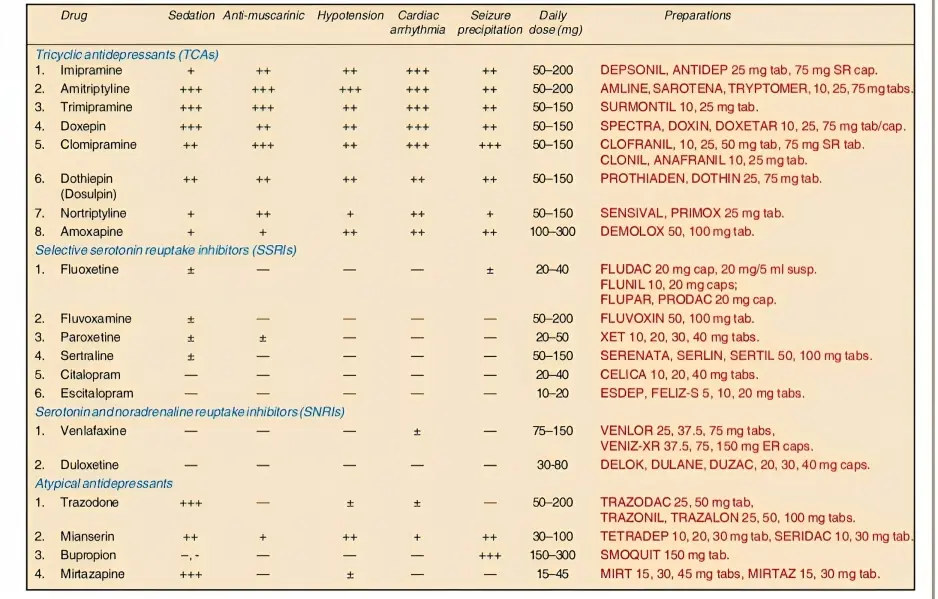 Drug Sedation Anti-muscarinic Hypotension Cardiac Seizure Daily Preparations
arrhythmia precipitation dose (mg)
Tricyclic antidepressants (TCAs)
1. Imipramine + ++ ++ +++ ++ 50–200 DEPSONIL, ANTIDEP 25 mg tab, 75 mg SR cap.
2. Amitriptyline +++ +++ +++ +++ ++ 50–200 AMLINE, SAROTENA, TRYPTOMER, 10, 25, 75 mg tabs.
3. Trimipramine +++ +++ ++ +++ ++ 50–150 SURMONTIL 10, 25 mg tab.
4. Doxepin +++ ++ ++ +++ ++ 50–150 SPECTRA, DOXIN, DOXETAR 10, 25, 75 mg tab/cap.
5. Clomipramine ++ +++ ++ +++ +++ 50–150 CLOFRANIL, 10, 25, 50 mg tab, 75 mg SR tab.
CLONIL, ANAFRANIL 10, 25 mg tab.
6. Dothiepin ++ ++ ++ ++ ++ 50–150 PROTHIADEN, DOTHIN 25, 75 mg tab.
(Dosulpin)
7. Nortriptyline + ++ + ++ + 50–150 SENSIVAL, PRIMOX 25 mg tab.
8. Amoxapine + + ++ ++ ++ 100–300 DEMOLOX 50, 100 mg tab.
Selective serotonin reuptake inhibitors (SSRIs)
1. Fluoxetine ± — — — ± 20–40 FLUDAC 20 mg cap, 20 mg/5 ml susp.
FLUNIL 10, 20 mg caps;
FLUPAR, PRODAC 20 mg cap.
2. Fluvoxamine ± — — — — 50–200 FLUVOXIN 50, 100 mg tab.
3. Paroxetine ± ± — — — 20–50 XET 10, 20, 30, 40 mg tabs.
4. Sertraline ± — — — — 50–150 SERENATA, SERLIN, SERTIL 50, 100 mg tabs.
5. Citalopram — — — — — 20–40 CELICA 10, 20, 40 mg tabs.
6. Escitalopram — — — — — 10–20 ESDEP, FELIZ-S 5, 10, 20 mg tabs.
Serotonin and noradrenaline reuptake inhibitors (SNRIs)
1. Venlafaxine — — — ± — 75–150 VENLOR 25, 37.5, 75 mg tabs,
VENIZ-XR 37.5, 75, 150 mg ER caps.
2. Duloxetine — — — — — 30-80 DELOK, DULANE, DUZAC, 20, 30, 40 mg caps.
Atypical antidepressants
1. Trazodone +++ — ± ± — 50–200 TRAZODAC 25, 50 mg tab,
TRAZONIL, TRAZALON 25, 50, 100 mg tabs.
2. Mianserin ++ + ++ + ++ 30–100 TETRADEP 10, 20, 30 mg tab, SERIDAC 10, 30 mg tab.
3. Bupropion –, - — — — +++ 150–300 SMOQUIT 150 mg tab.
4. Mirtazapine +++ — ± — — 15–45 MIRT 15, 30, 45 mg tabs, MIRTAZ 15, 30 mg tab.